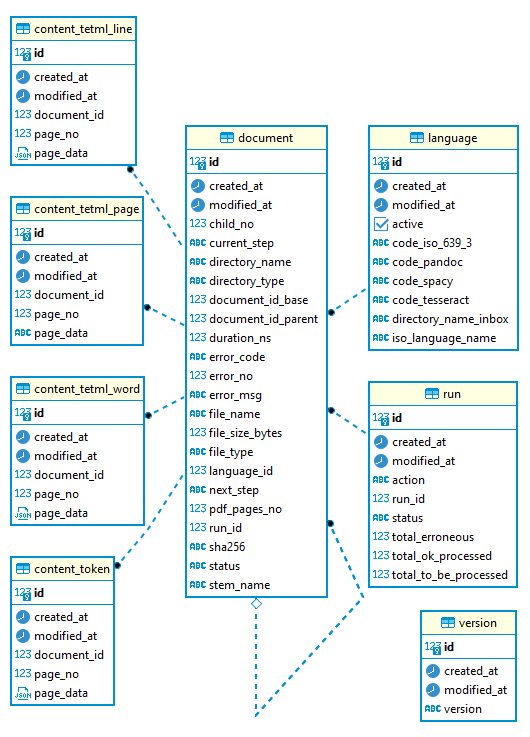 content_tetml_line
123 id
created_at
modified_at
123 document_id
123 page_no
JSON page_data
content_tetml_page
123 id
created_at
modified_at
123 document_id
123 page_no
ABC page_data
content_tetml_word
123 id
created_at
modified_at
123 document_id
123 page_no
JSON page_data
content_token
123 id
created_at
modified_at
123 document_id
123 page_no
JSON page_data
document
123 id
created_at
modified_at
123 child_no
ABC current_step
ABC directory_name
ABC directory_type
123 document_id_base
123 document_id_parent
123 duration_ns
ABC error_code
123 error_no
ABC error_msg
ABC file_name
123 file_size_bytes
ABC file_type
123 language_id
ABC next_step
123 pdf_pages_no
123 run_id
ABC sha256
ABC status
ABC stem_name
language
123 id
created_at
modified_at
active
ABC code_iso_639_3
ABC code_pandoc
ABC code_spacy
ABC code_tesseract
ABC directory_name_inbox
ABC iso_language_name
run
123 id
created_at
modified_at
ABC action
123 run_id
ABC status
123 total_erroneous
123 total_ok_processed
123 total_to_be_processed
version
123 id
created_at
modified_at
ABC version